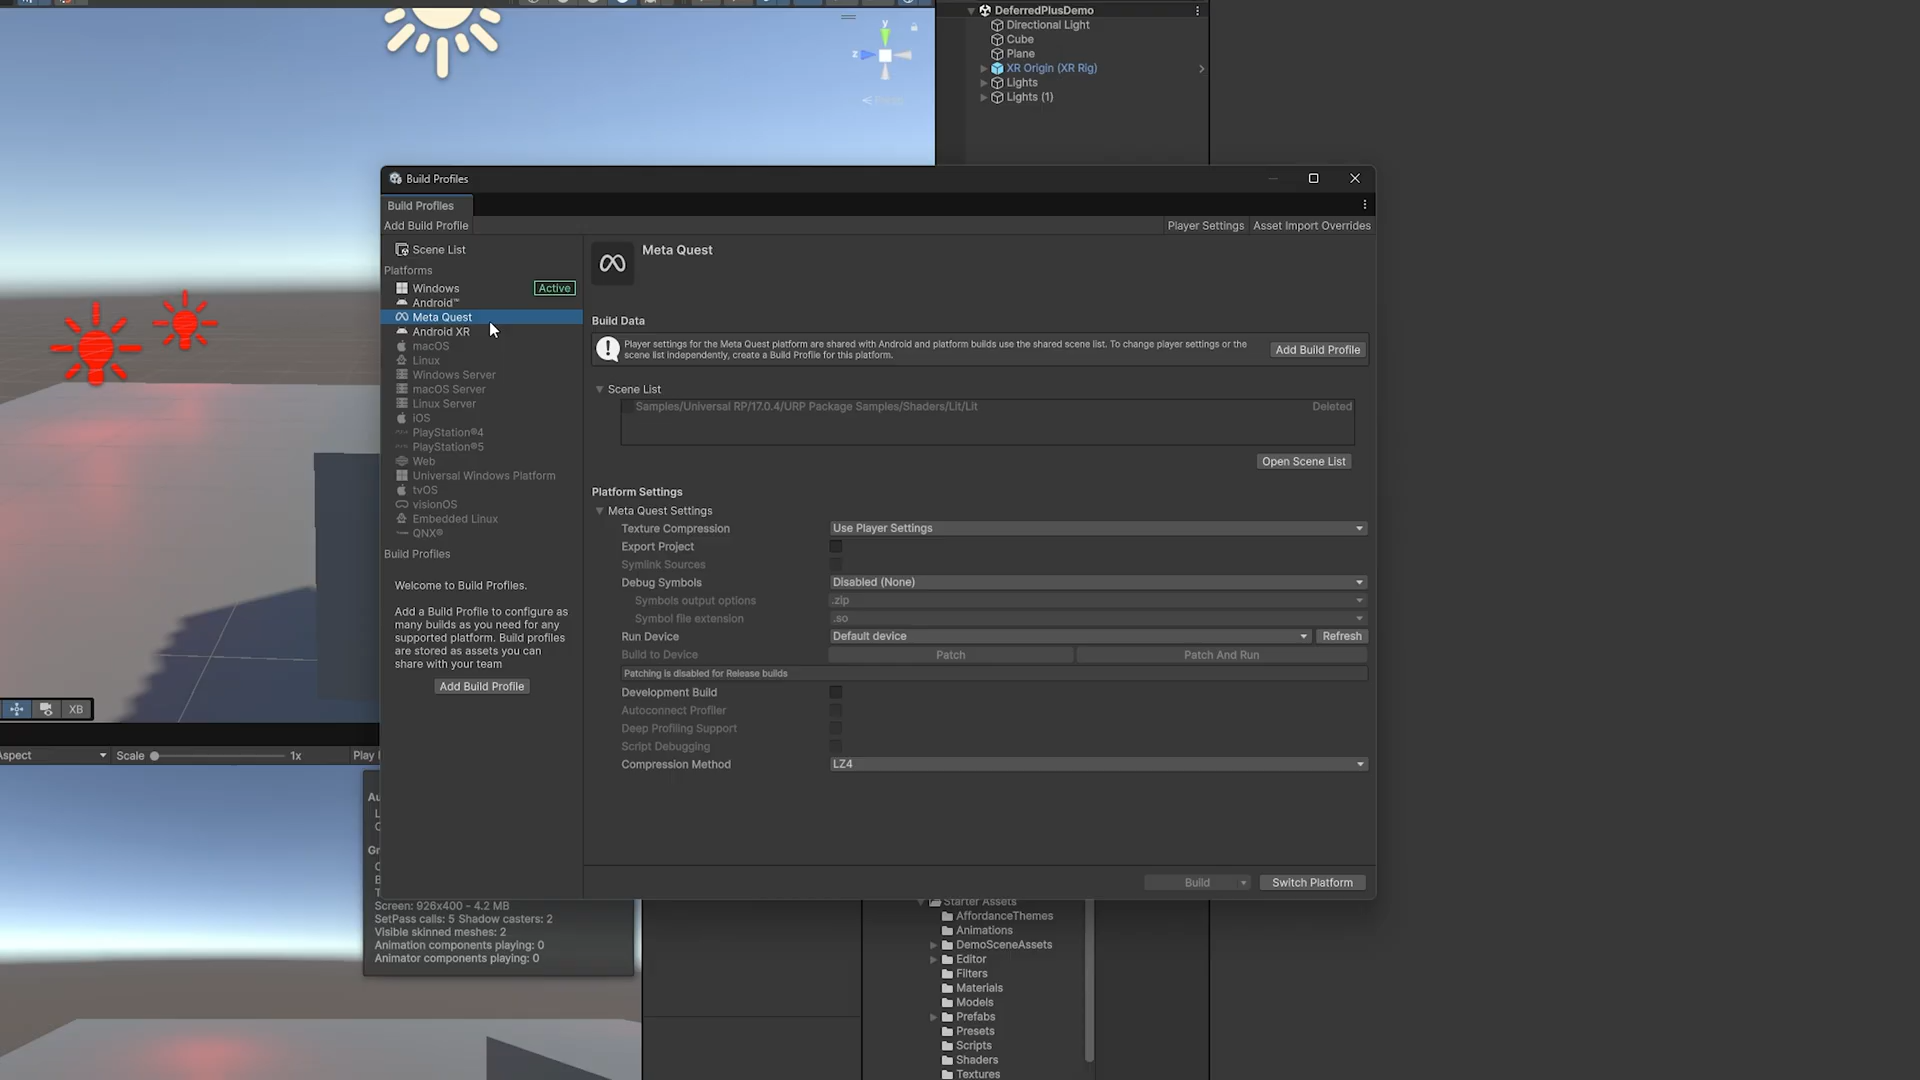 DeferredPlusDemo
Directional Light
Cube
Plane
XR Origin (XR Rig)
Lights
Lights (1)
y
z
Build Profiles
Build Profiles
Add Build Profile
Player Settings
Asset Import Overrides
Scene List
Platforms
Windows
Active
Android™
Meta Quest
Android XR
macOS
Linux
Windows Server
macOS Server
Linux Server
iOS
PlayStation®4
PlayStation®5
Web
Universal Windows Platform
tvOS
visionOS
Embedded Linux
QNX®
Build Profiles
Welcome to Build Profiles.
Add a Build Profile to configure as
many builds as you need for any
supported platform. Build profiles
are stored as assets you can
share with your team
Add Build Profile
Meta Quest
Build Data
Player settings for the Meta Quest platform are shared with Android and platform builds use the shared scene list. To change player settings or the
scene list independently, create a Build Profile for this platform.
Add Build Profile
Scene List
Samples/Universal RP/17.0.4/URP Package Samples/Shaders/Lit/Lit
Deleted
Open Scene List
Platform Settings
Meta Quest Settings
Texture Compression
Use Player Settings
Export Project
Symlink Sources
Debug Symbols
Disabled (None)
Symbols output options
.zip
Symbol file extension
.so
Run Device
Default device
Refresh
Build to Device
Patch
Patch And Run
Patching is disabled for Release builds
Development Build
Autoconnect Profiler
Deep Profiling Support
Script Debugging
Compression Method
LZ4
Build
Switch Platform
XB
Aspect
Scale
1x
Play
Au
Gr
Screen: 926x400 - 4.2 MB
SetPass calls: 5 Shadow casters: 2
Visible skinned meshes: 2
Animation components playing: 0
Animator components playing: 0
Starter Assets
AffordanceThemes
Animations
DemoSceneAssets
Editor
Filters
Materials
Models
Prefabs
Presets
Scripts
Shaders
Textures